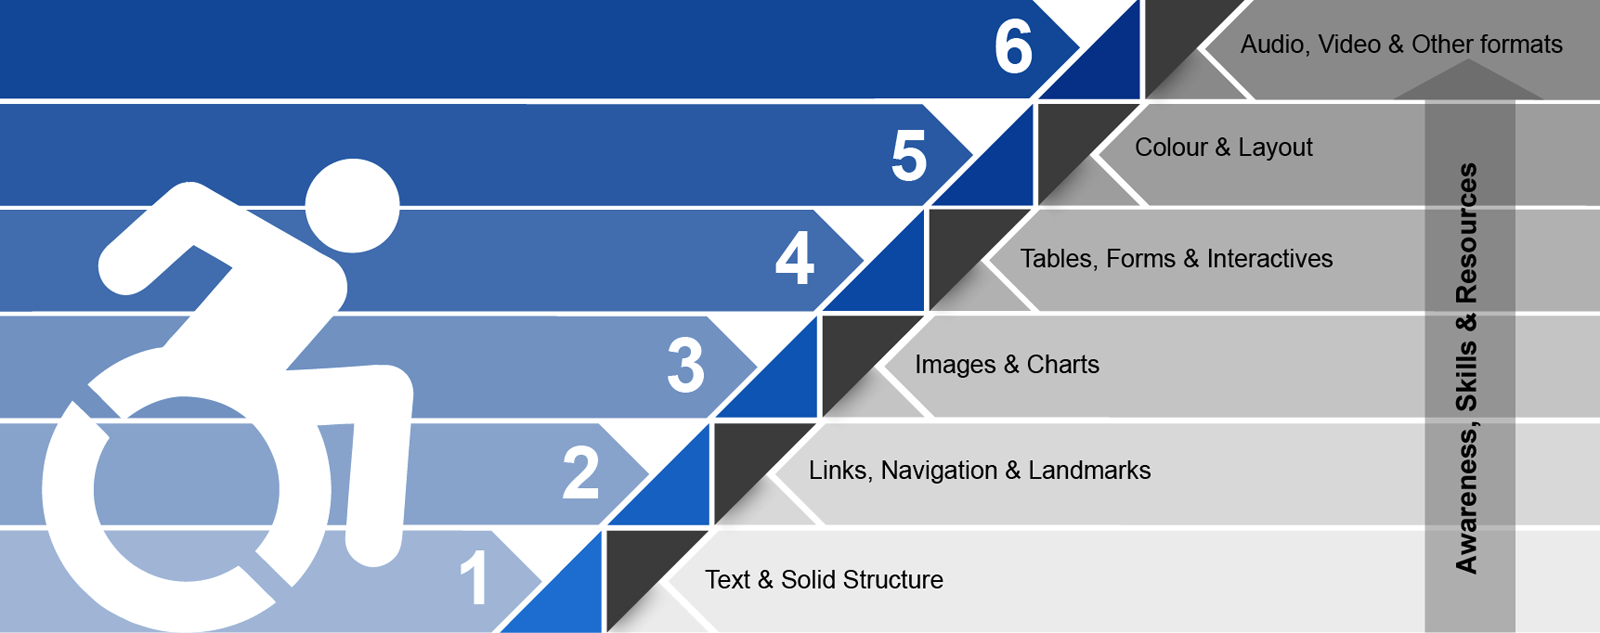 6 Audio, Video & Other formats
5 Colour & Layout
4 Tables, Forms & Interactives
3 Images & Charts
2 Links, Navigation & Landmarks
1 Text & Solid Structure
Awareness, Skills & Resources